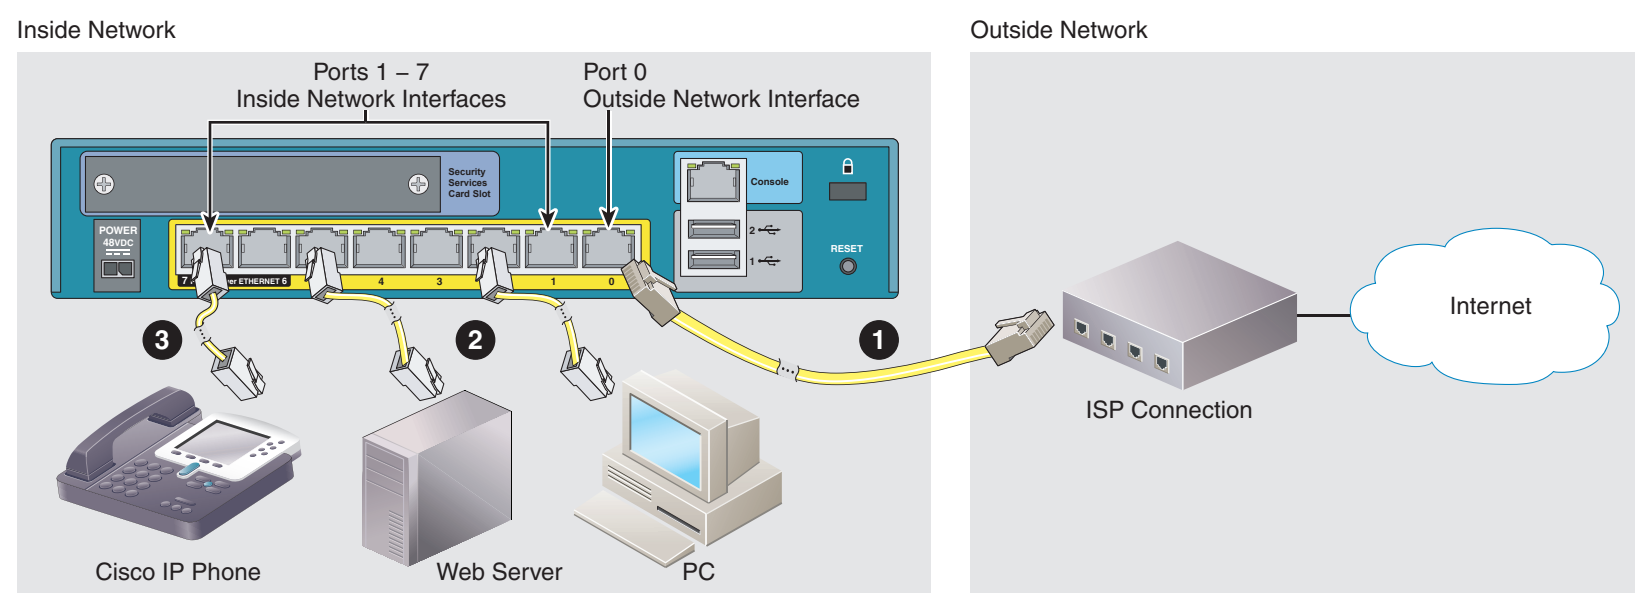 Inside Network
Outside Network
Ports 1 – 7
Inside Network Interfaces
Port 0
Outside Network Interface
Security
Services
Card Slot
Console
POWER
48VDC
2
1
RESET
7
ETHERNET 6
4
3
1
0
3
2
1
Internet
ISP Connection
Cisco IP Phone
Web Server
PC